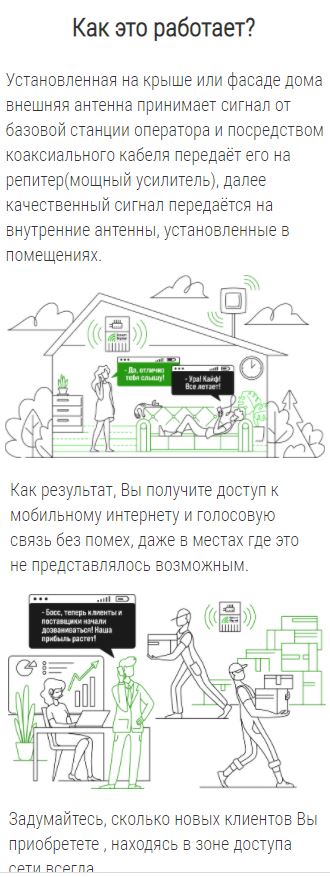 Как это работает?
Установленная на крыше или фасаде дома
внешняя антенна принимает сигнал от
базовой станции оператора и посредством
коаксиального кабеля передаёт его на
репитер(мощный усилитель), далее
качественный сигнал передаётся на
внутренние антенны, установленные в
помещениях.
- Да, отлично
тебя слышу!
- Ура! Кайф!
Все летает!
Как результат, Вы получите доступ к
мобильному интернету и голосовую
связь без помех, даже в местах где это
не представлялось возможным.
- Босс, теперь клиенты и
поставщики начали
дозваниваться! Наша
прибыль растет!
Задумайтесь, сколько новых клиентов Вы
приобретете , находясь в зоне доступа
сети всегда